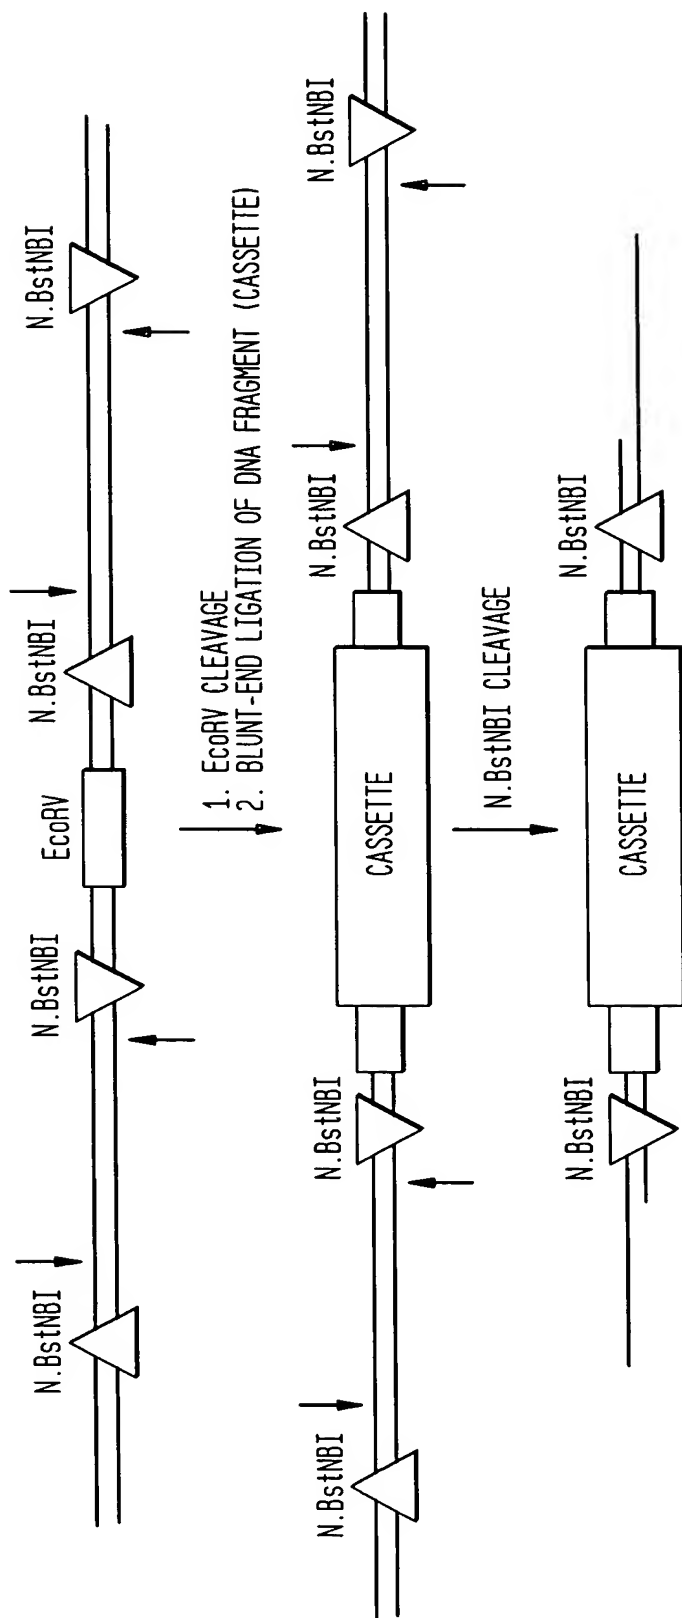 N.BstNBI
N.BstNBI
EcoRV
N.BstNBI
N.BstNBI
1. EcoRV CLEAVAGE
2. BLUNT-END LIGATION OF DNA FRAGMENT (CASSETTE)
N.BstNBI
N.BstNBI
CASSETTE
N.BstNBI
N.BstNBI
N.BstNBI CLEAVAGE
N.BstNBI
CASSETTE
N.BstNBI